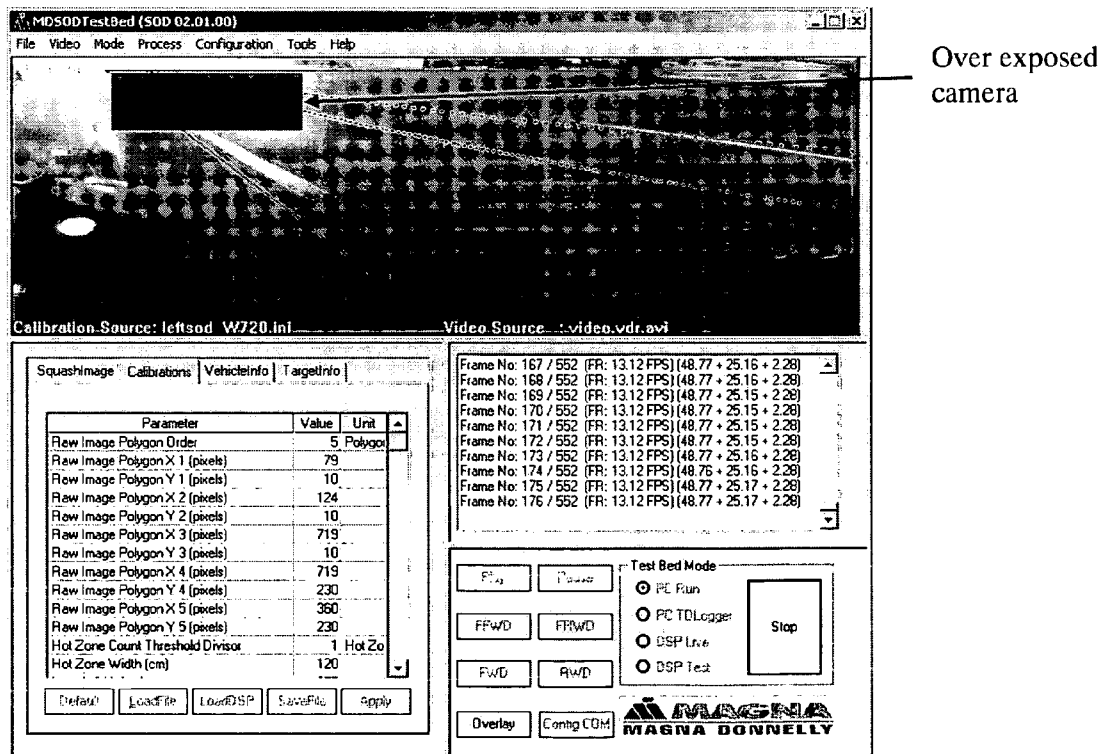 MDSODTestBed (SOD 02.01.00)
File Video Mode Process Configuration Tools Help
Over exposed
camera
Calibration Source: leftsod_W720.ini
Video Source : video.vdr.avi
SquashImage Calibrations VehicleInfo TargetInfo
Parameter Value Unit
Raw Image Polygon Order 5 Polygon
Raw Image Polygon X 1 (pixels) 79
Raw Image Polygon Y 1 (pixels) 10
Raw Image Polygon X 2 (pixels) 124
Raw Image Polygon Y 2 (pixels) 10
Raw Image Polygon X 3 (pixels) 719
Raw Image Polygon Y 3 (pixels) 10
Raw Image Polygon X 4 (pixels) 719
Raw Image Polygon Y 4 (pixels) 230
Raw Image Polygon X 5 (pixels) 360
Raw Image Polygon Y 5 (pixels) 230
Hot Zone Count Threshold Divisor 1 Hot Zo
Hot Zone Width (cm) 120
Default LoadFile LoadDSP SaveFile Apply
Frame No: 167 / 552 (FR: 13.12 FPS) (48.77 + 25.16 + 2.28)
Frame No: 168 / 552 (FR: 13.12 FPS) (48.77 + 25.16 + 2.28)
Frame No: 169 / 552 (FR: 13.12 FPS) (48.77 + 25.15 + 2.28)
Frame No: 170 / 552 (FR: 13.12 FPS) (48.77 + 25.15 + 2.28)
Frame No: 171 / 552 (FR: 13.12 FPS) (48.77 + 25.15 + 2.28)
Frame No: 172 / 552 (FR: 13.12 FPS) (48.77 + 25.15 + 2.28)
Frame No: 173 / 552 (FR: 13.12 FPS) (48.77 + 25.16 + 2.28)
Frame No: 174 / 552 (FR: 13.12 FPS) (48.76 + 25.16 + 2.28)
Frame No: 175 / 552 (FR: 13.12 FPS) (48.77 + 25.17 + 2.28)
Frame No: 176 / 552 (FR: 13.12 FPS) (48.77 + 25.17 + 2.28)
Play Pause
FFWD FRWD
FWD RWD
Overlay Config COM
Test Bed Mode
PC Run
PC TDLogger
DSP Live
DSP Test
Stop
MAGNA
MAGNA DONNELLY